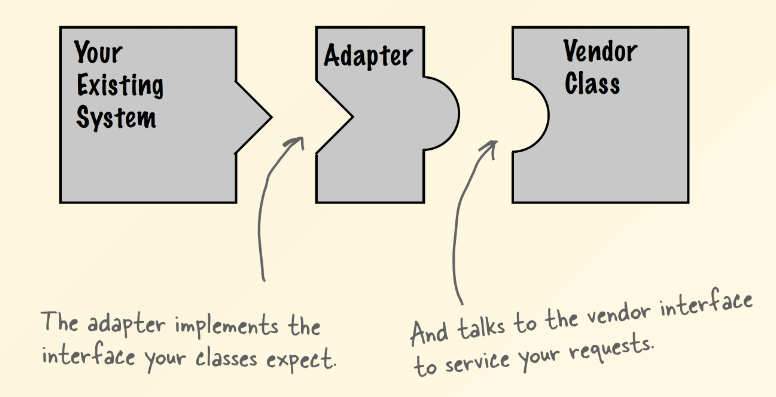 Your
Existing
System
Adapter
Vendor
Class
The adapter implements the
interface your classes expect.
And talks to the vendor interface
to service your requests.